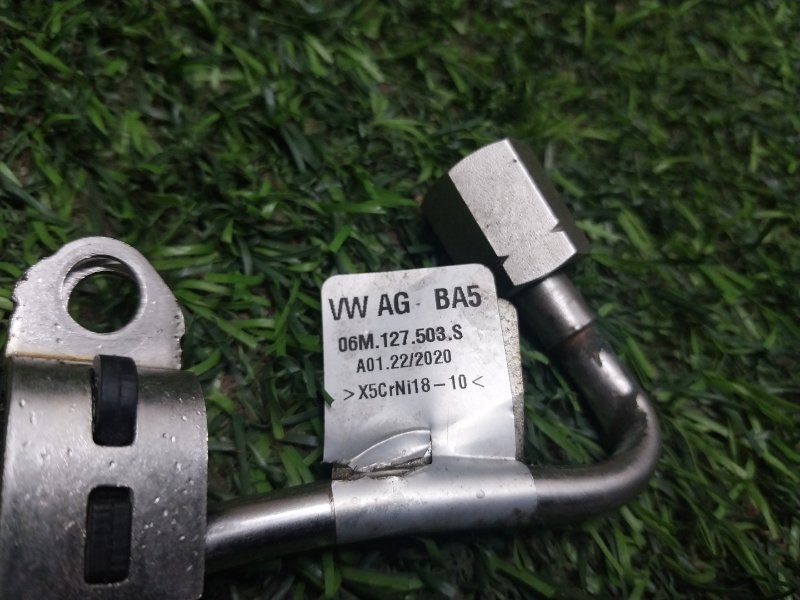 VW AG BA5
06M.127.503.S
A01.22/2020
>X5CrNi18-10<